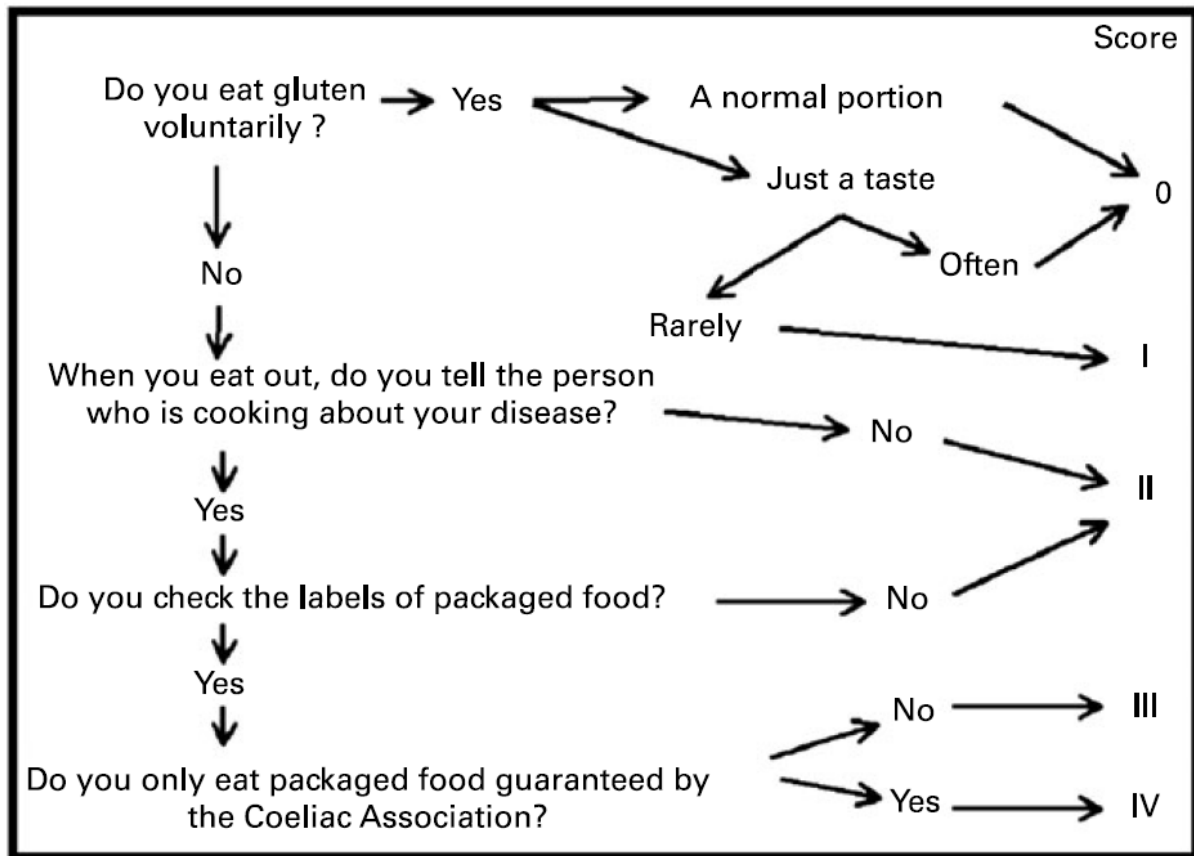 Score
Do you eat gluten
voluntarily ?
Yes
A normal portion
Just a taste
0
Often
No
Rarely
I
When you eat out, do you tell the person
who is cooking about your disease?
No
II
Yes
Do you check the labels of packaged food?
No
Yes
No
III
Do you only eat packaged food guaranteed by
the Coeliac Association?
Yes
IV